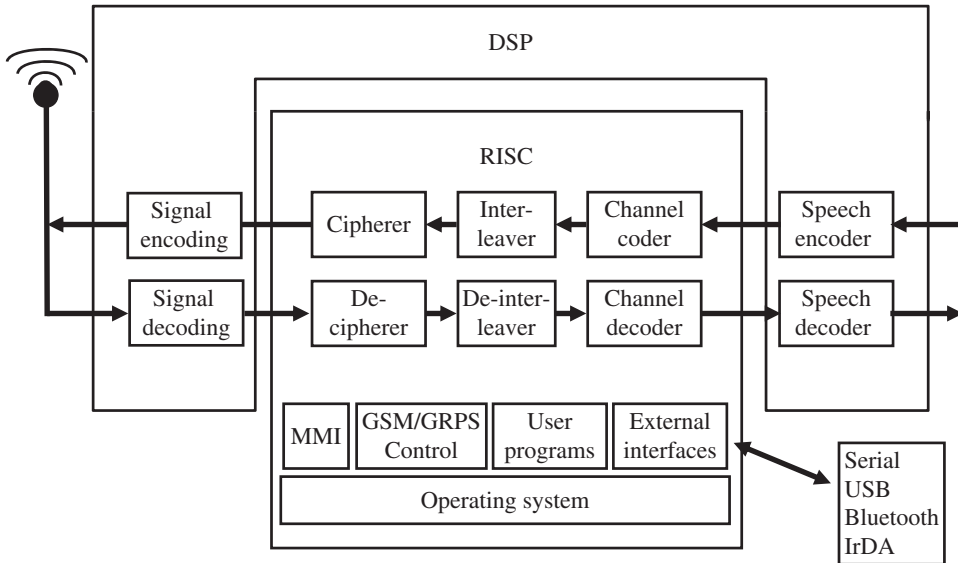 DSP
RISC
Signal
encoding
Cipherer
Inter-
leaver
Channel
coder
Speech
encoder
Signal
decoding
De-
cipherer
De-inter-
leaver
Channel
decoder
Speech
decoder
MMI
GSM/GRPS
Control
User
programs
External
interfaces
Operating system
Serial
USB
Bluetooth
IrDA